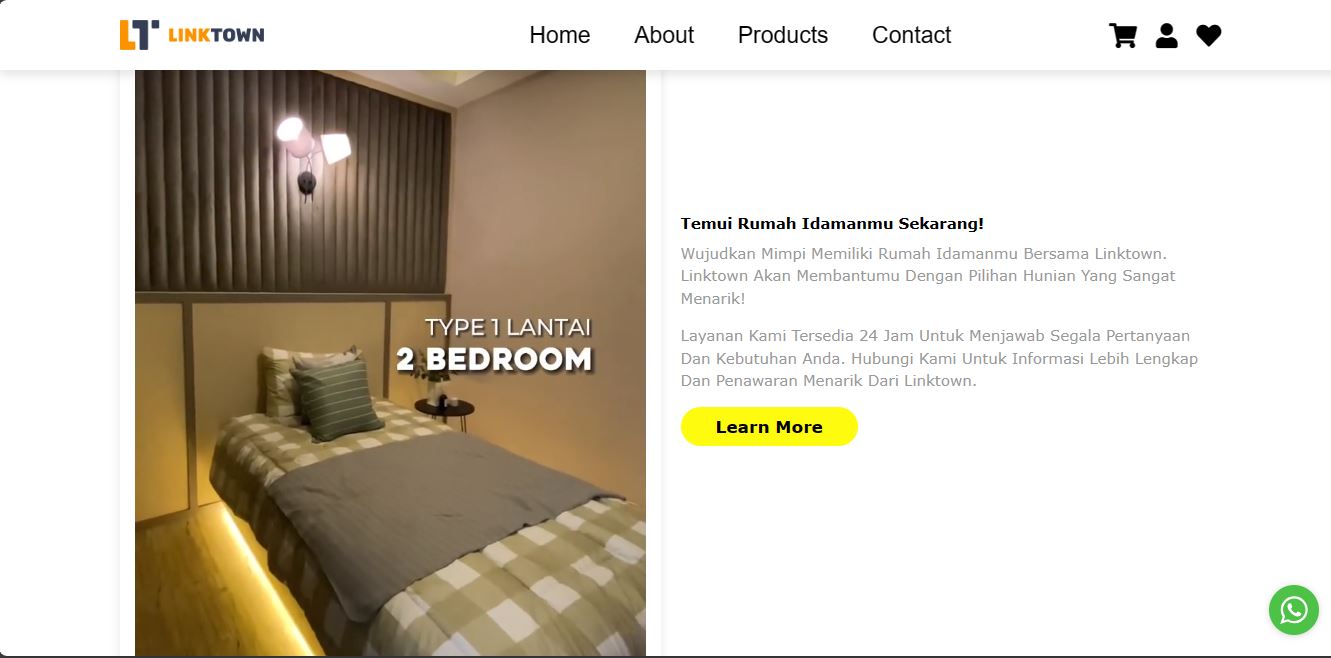 LT LINKTOWN
Home About Products Contact
TYPE 1 LANTAI
2 BEDROOM
Temui Rumah Idamanmu Sekarang!
Wujudkan Mimpi Memiliki Rumah Idamanmu Bersama Linktown.
Linktown Akan Membantumu Dengan Pilihan Hunian Yang Sangat
Menarik!
Layanan Kami Tersedia 24 Jam Untuk Menjawab Segala Pertanyaan
Dan Kebutuhan Anda. Hubungi Kami Untuk Informasi Lebih Lengkap
Dan Penawaran Menarik Dari Linktown.
Learn More